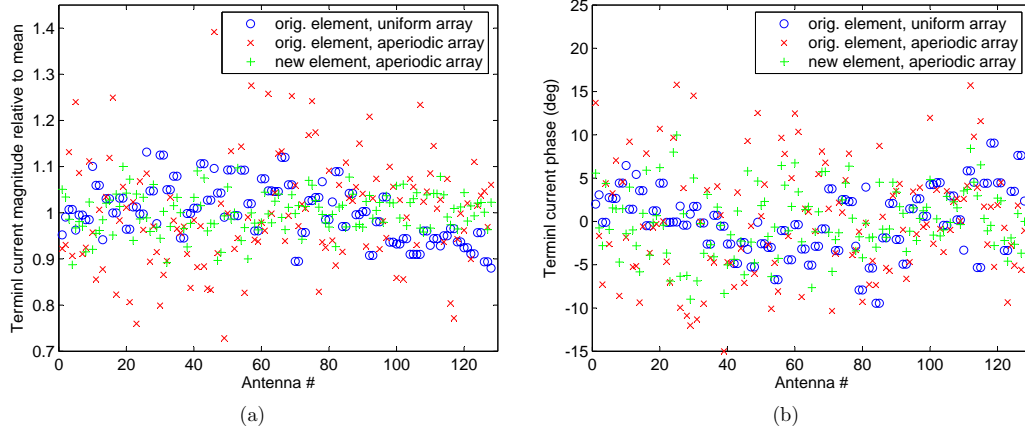 1.4
1.3
1.2
1.1
1
0.9
0.8
0.7
0
20
40
60
80
100
120
Antenna #
Terminl current magnitude relative to mean
orig. element, uniform array
orig. element, aperiodic array
new element, aperiodic array
(a)
25
20
15
10
5
0
-5
-10
-15
0
20
40
60
80
100
120
Antenna #
Terminl current phase (deg)
orig. element, uniform array
orig. element, aperiodic array
new element, aperiodic array
(b)